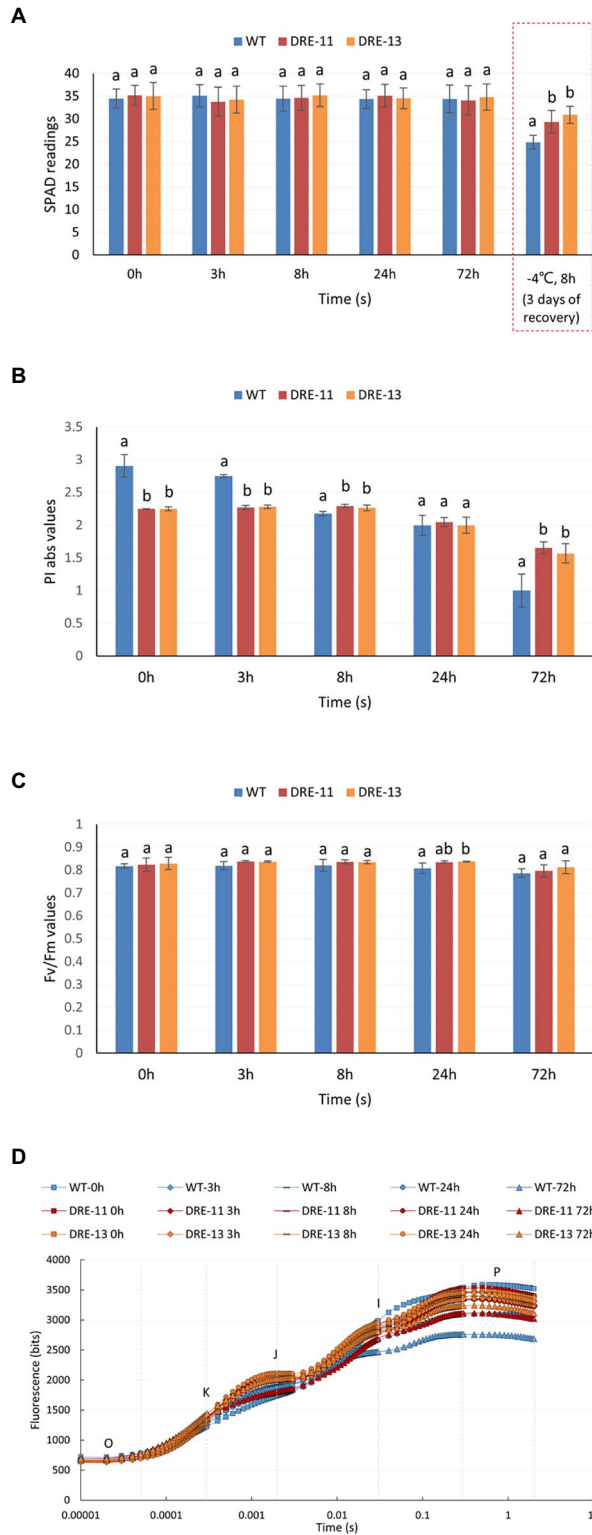 A
WT DRE-11 DRE-13
a a a a a a a a a a a a a a a a b b
40
35
30
25
20
15
10
5
0
SPAD readings
0h 3h 8h 24h 72h
-4℃, 8h
(3 days of
recovery)
Time (s)
B
WT DRE-11 DRE-13
3.5
3
2.5
2
1.5
1
0.5
0
PI abs values
a b b a b b a b b a a a a b b
0h 3h 8h 24h 72h
Time (s)
C
WT DRE-11 DRE-13
1
0.9
0.8
0.7
0.6
0.5
0.4
0.3
0.2
0.1
0
Fv/Fm values
a a a a a a a a a a ab b a a a
0h 3h 8h 24h 72h
Time (s)
D
WT-0h WT-3h WT-8h WT-24h WT-72h
DRE-11 0h DRE-11 3h DRE-11 8h DRE-11 24h DRE-11 72h
DRE-13 0h DRE-13 3h DRE-13 8h DRE-13 24h DRE-13 72h
4000
3500
3000
2500
2000
1500
1000
500
0
Fluorescence (bits)
O K J I P
0.00001 0.0001 0.001 0.01 0.1 1
Time (s)